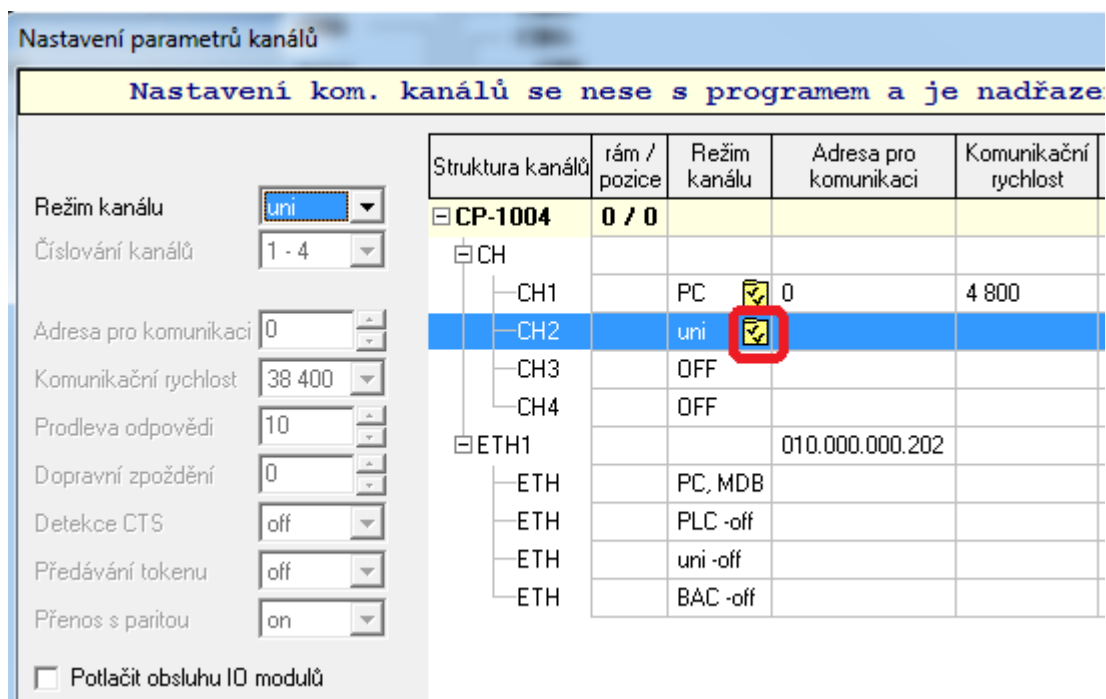 Nastavení parametrů kanálů
Nastavení kom. kanálů se nese s programem a je nadřaze
Režim kanálu uni
Číslování kanálů 1 - 4
Adresa pro komunikaci 0
Komunikační rychlost 38 400
Prodleva odpovědi 10
Dopravní zpoždění 0
Detekce CTS off
Předávání tokenu off
Přenos s paritou on
Potlačit obsluhu IO modulů
Struktura kanálů rám / pozice Režim kanálu Adresa pro komunikaci Komunikační rychlost
CP-1004 0 / 0
CH
CH1 PC 0 4 800
CH2 uni
CH3 OFF
CH4 OFF
ETH1 010.000.000.202
ETH PC, MDB
ETH PLC -off
ETH uni -off
ETH BAC -off